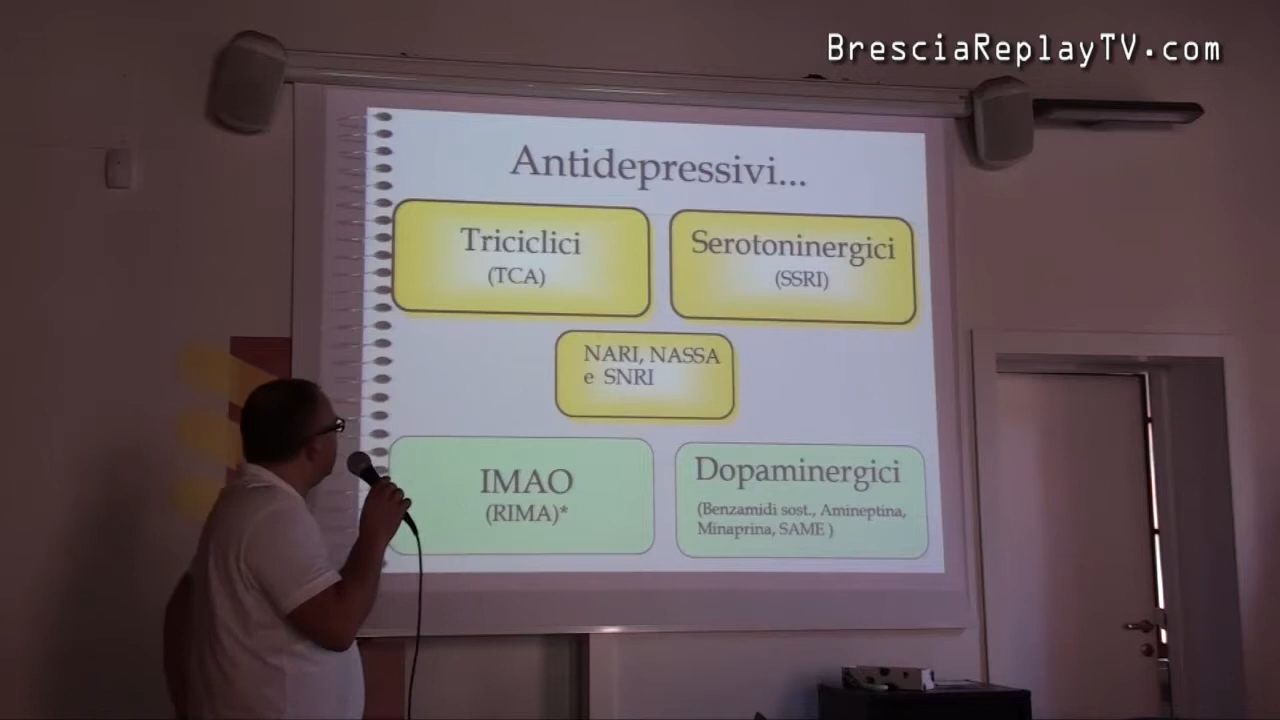 BresciaReplayTV.com
Antidepressivi...
Triciclici
(TCA)
Serotoninergici
(SSRI)
NARI, NASSA
e SNRI
IMAO
(RIMA)*
Dopaminergici
(Benzamidi sost., Amineptina,
Minaprina, SAME )